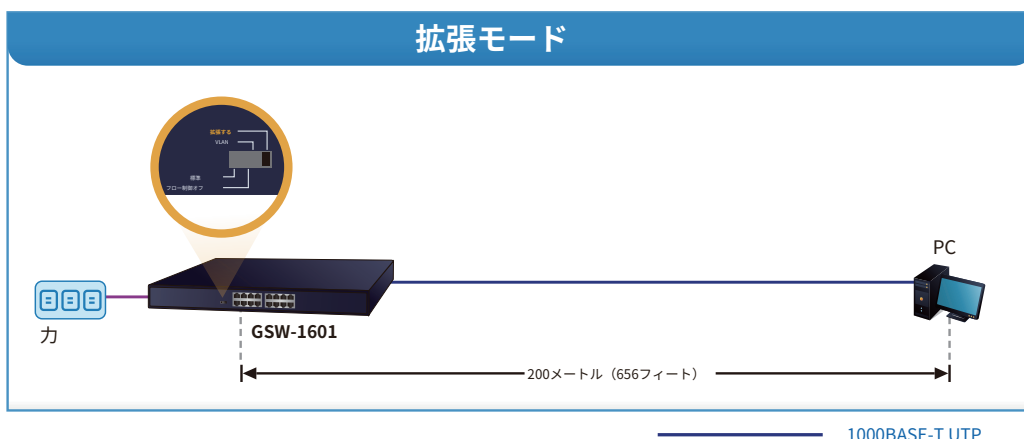 拡張モード
拡張する
VLAN
標準
フロー制御オフ
PC
力
GSW-1601
200メートル（656フィート）
1000BASE-T UTP